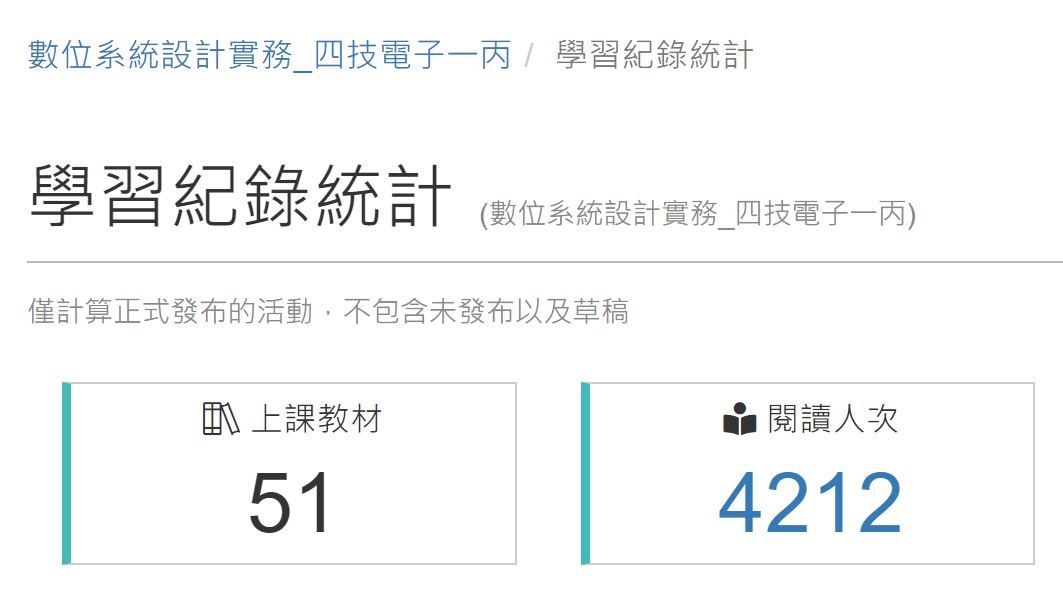 數位系統設計實務_四技電子一丙 / 學習紀錄統計
學習紀錄統計 (數位系統設計實務_四技電子一丙)
僅計算正式發布的活動，不包含未發布以及草稿
上課教材
51
閱讀人次
4212